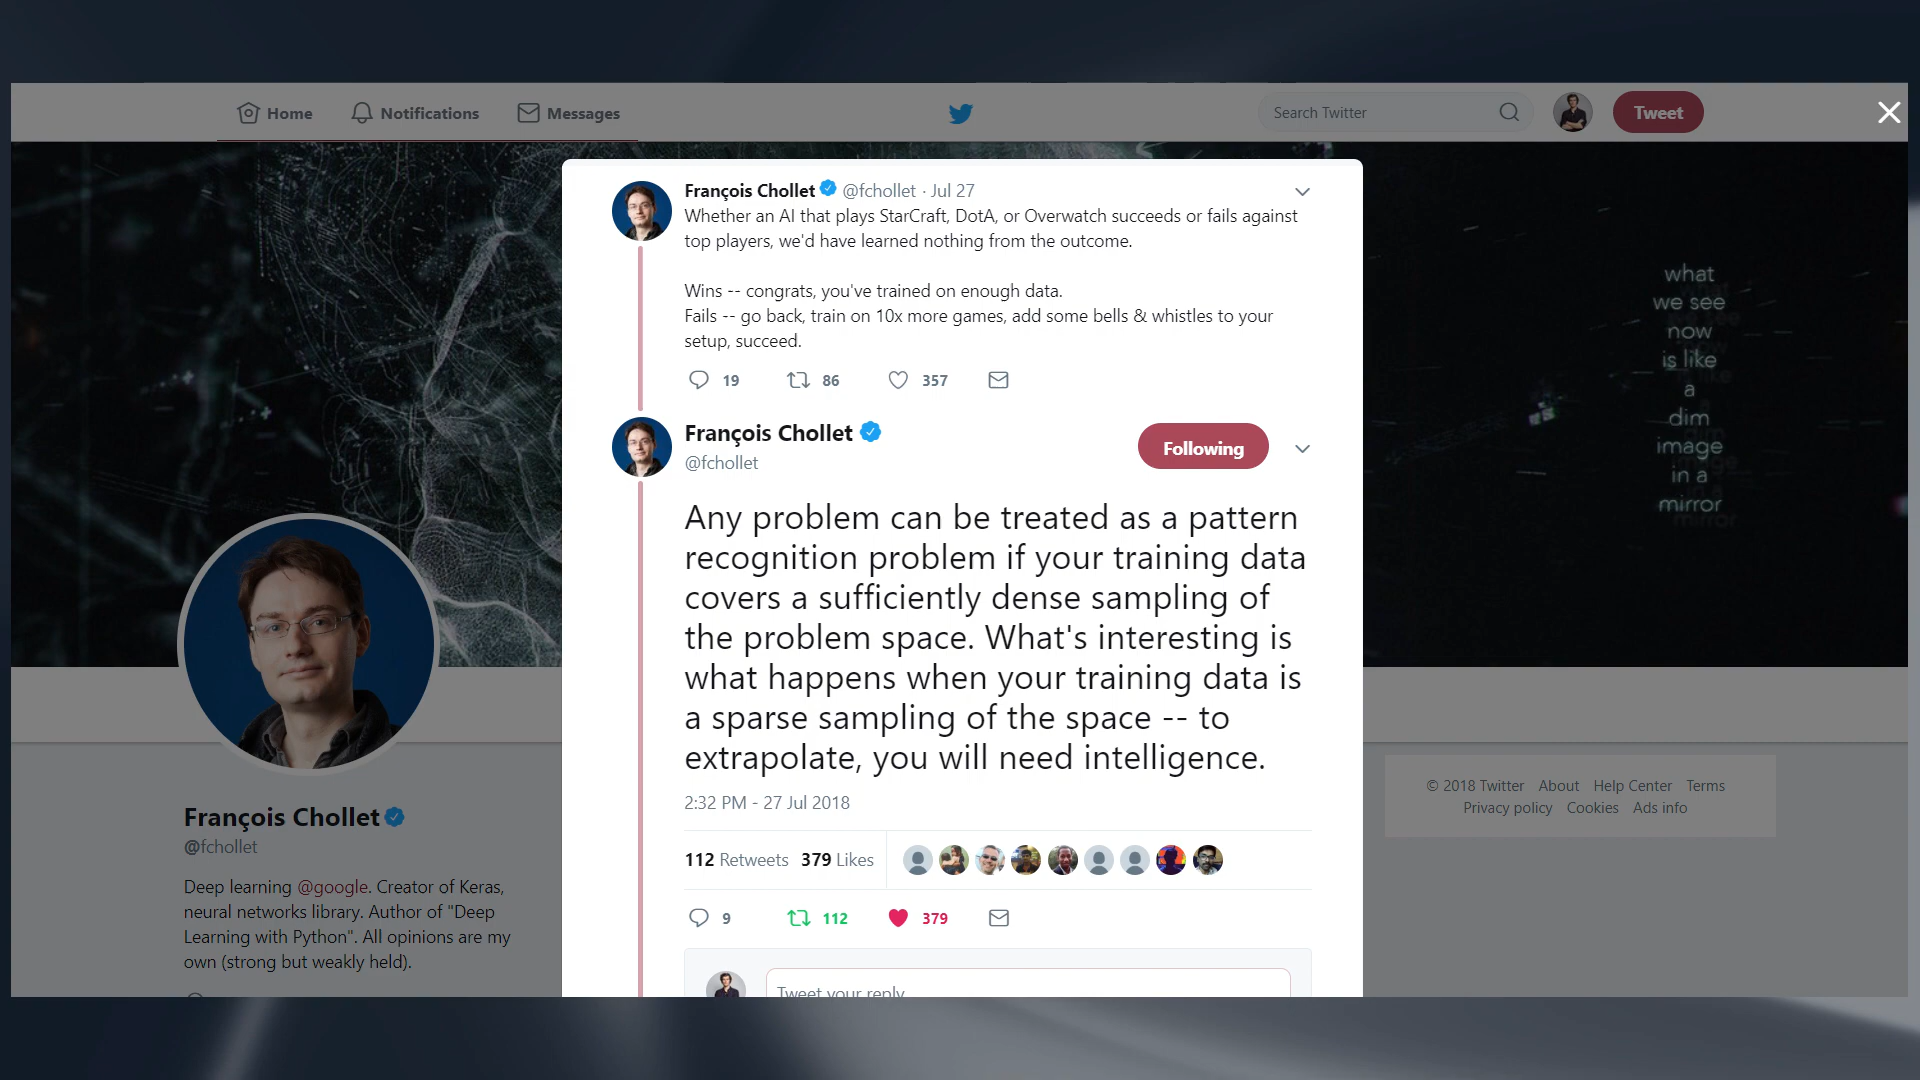 Home
Notifications
Messages
Search Twitter
Tweet
François Chollet @fchollet · Jul 27
Whether an AI that plays StarCraft, DotA, or Overwatch succeeds or fails against
top players, we'd have learned nothing from the outcome.
Wins -- congrats, you've trained on enough data.
Fails -- go back, train on 10x more games, add some bells & whistles to your
setup, succeed.
19 86 357
François Chollet
@fchollet
Following
Any problem can be treated as a pattern
recognition problem if your training data
covers a sufficiently dense sampling of
the problem space. What's interesting is
what happens when your training data is
a sparse sampling of the space -- to
extrapolate, you will need intelligence.
2:32 PM - 27 Jul 2018
112 Retweets 379 Likes
9 112 379
Tweet your reply
what
we see
now
is like
a
dim
image
in a
mirror
François Chollet
@fchollet
Deep learning @google. Creator of Keras,
neural networks library. Author of "Deep
Learning with Python". All opinions are my
own (strong but weakly held).
© 2018 Twitter About Help Center Terms
Privacy policy Cookies Ads info